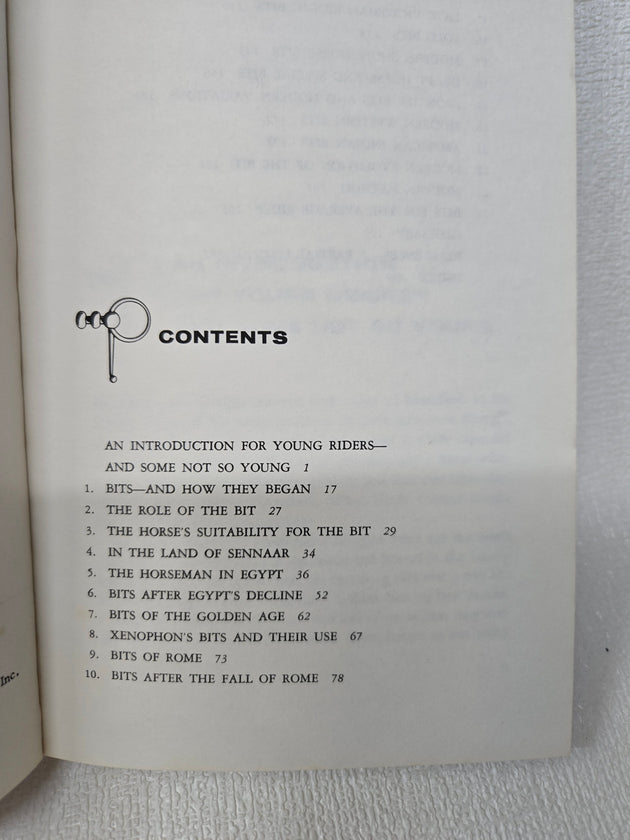 CONTENTS
AN INTRODUCTION FOR YOUNG RIDERS—
AND SOME NOT SO YOUNG 1
1. BITS—AND HOW THEY BEGAN 17
2. THE ROLE OF THE BIT 27
3. THE HORSE'S SUITABILITY FOR THE BIT 29
4. IN THE LAND OF SENNAAR 34
5. THE HORSEMAN IN EGYPT 36
6. BITS AFTER EGYPT'S DECLINE 52
7. BITS OF THE GOLDEN AGE 62
8. XENOPHON'S BITS AND THEIR USE 67
9. BITS OF ROME 73
10. BITS AFTER THE FALL OF ROME 78
Inc.